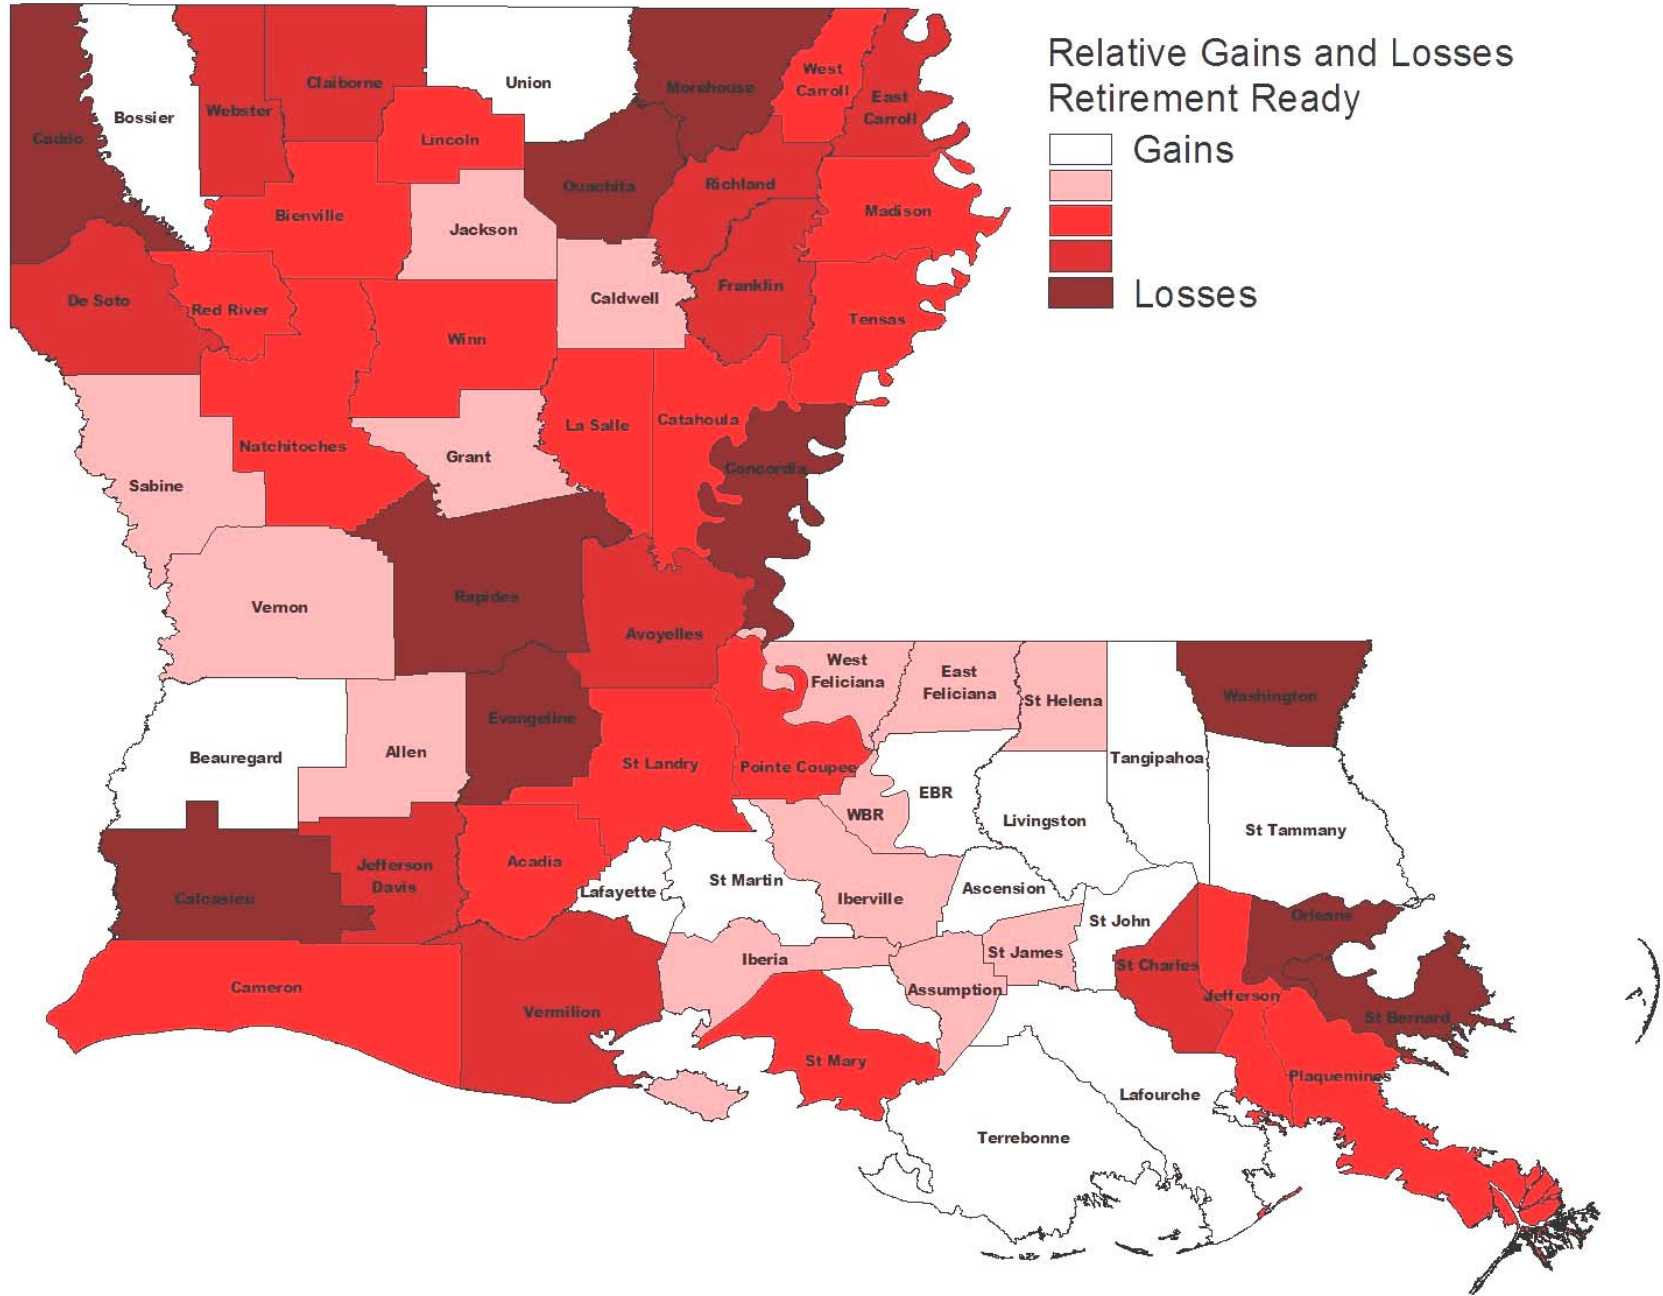 Relative Gains and Losses
Retirement Ready
Gains
Losses
Caddo
Bossier
Webster
Claiborne
Union
Morehouse
West
Carroll
East
Carroll
Lincoln
Ouachita
Richland
Madison
Bienville
Jackson
De Soto
Red River
Caldwell
Franklin
Tensas
Winn
Natchitoches
Grant
La Salle
Catahoula
Concordia
Sabine
Vernon
Rapides
Avoyelles
West
Feliciana
East
Feliciana
St Helena
Washington
Beauregard
Allen
Evangeline
St Landry
Pointe Coupee
Tangipahoa
WBR
EBR
Livingston
St Tammany
Calcasieu
Jefferson
Davis
Acadia
Lafayette
St Martin
Iberville
Ascension
St John
Orleans
Iberia
St James
St Charles
Cameron
Vermilion
Assumption
Jefferson
St Bernard
St Mary
Plaquemines
Lafourche
Terrebonne